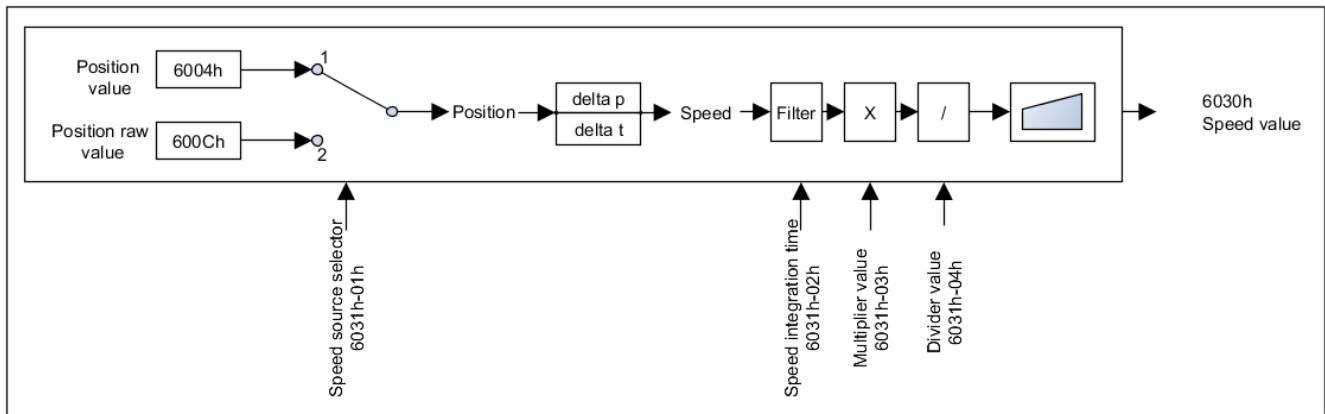 Position
value
6004h
1
Position raw
value
600Ch
2
Position
delta p
delta t
Speed
Filter
X
/
6030h
Speed value
Speed source selector
6031h-01h
Speed integration time
6031h-02h
Multiplier value
6031h-03h
Divider value
6031h-04h